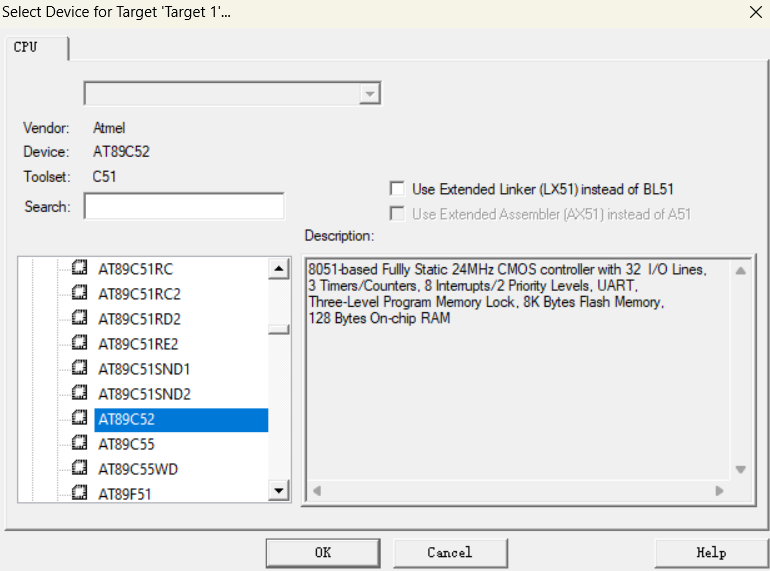 Select Device for Target 'Target 1'...
CPU
Vendor: Atmel
Device: AT89C52
Toolset: C51
Search:
Use Extended Linker (LX51) instead of BL51
Use Extended Assembler (AX51) instead of A51
Description:
AT89C51RC
AT89C51RC2
AT89C51RD2
AT89C51RE2
AT89C51SND1
AT89C51SND2
AT89C52
AT89C55
AT89C55WD
AT89F51
8051-based Fullly Static 24MHz CMOS controller with 32 I/O Lines,
3 Timers/Counters, 8 Interrupts/2 Priority Levels, UART,
Three-Level Program Memory Lock, 8K Bytes Flash Memory,
128 Bytes On-chip RAM
OK
Cancel
Help